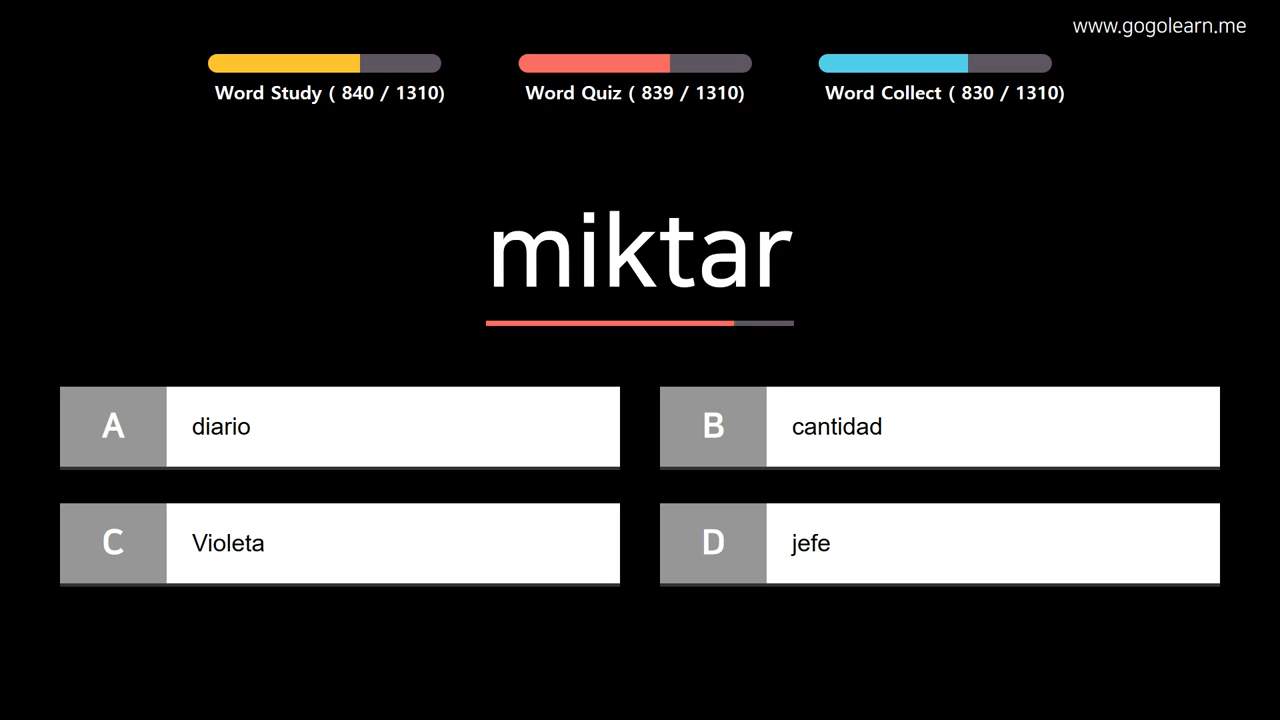 www.gogolearn.me
Word Study ( 840 / 1310)
Word Quiz ( 839 / 1310)
Word Collect ( 830 / 1310)
miktar
A diario
B cantidad
C Violeta
D jefe